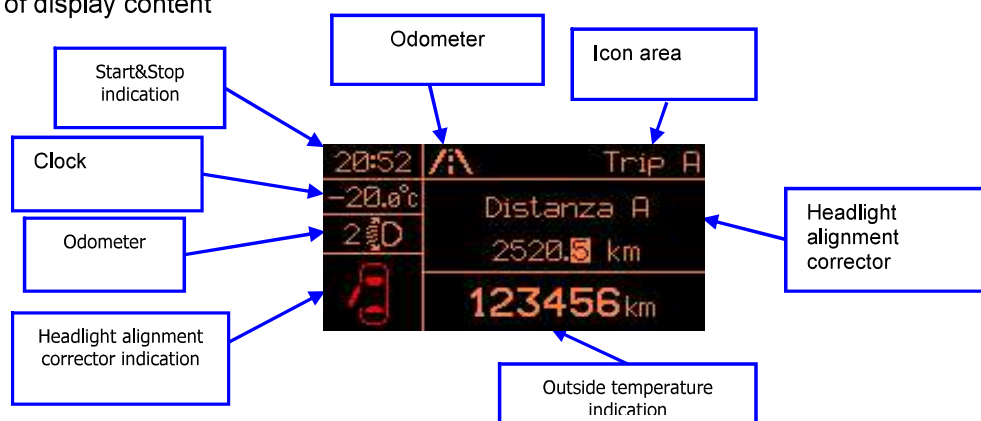 of display content
Odometer
Icon area
Start&Stop
indication
Clock
Odometer
Headlight alignment
corrector indication
20:52
Trip A
-20.0°C
Distanza A
2
2520.5 km
123456km
Headlight
alignment
corrector
Outside temperature
indication